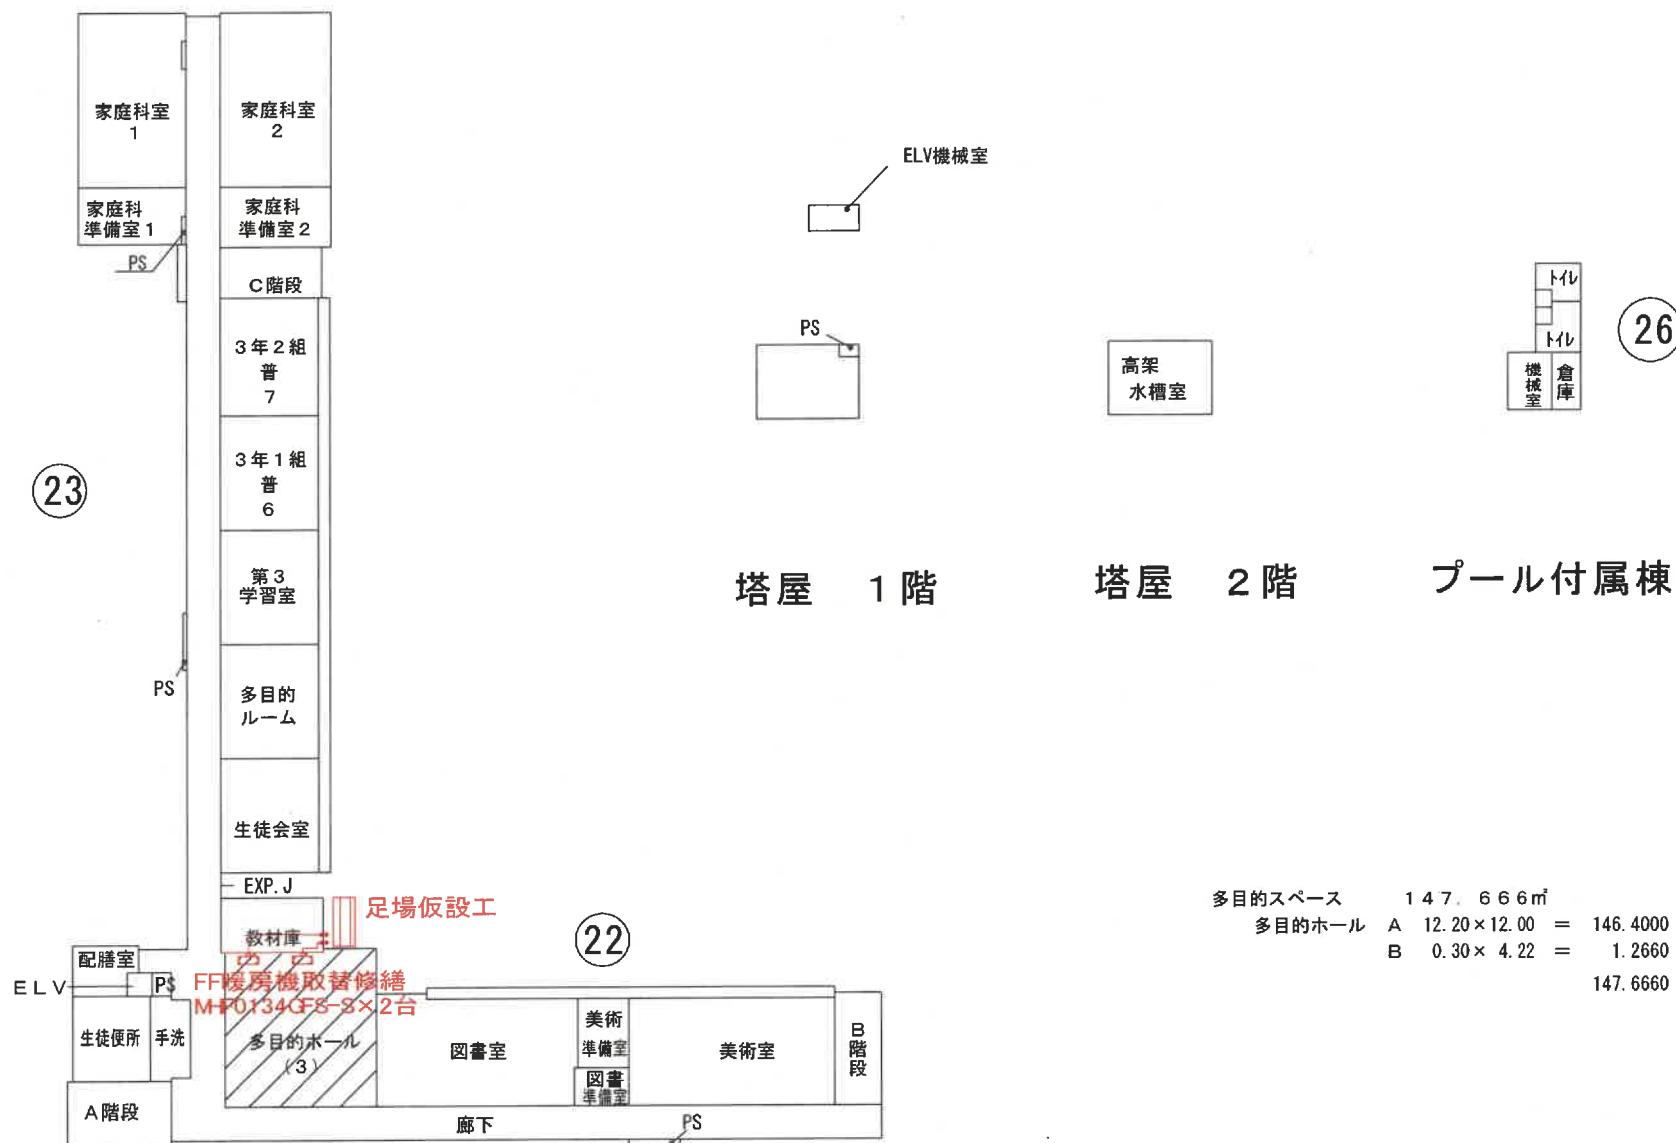 家庭科室
1
家庭科室
2
ELV機械室
家庭科
準備室1
家庭科
準備室2
PS
C階段
トイレ
トイレ
26
機械室
倉庫
3年2組
普
7
PS
高架
水槽室
3年1組
普
6
23
第3
学習室
塔屋 1階
塔屋 2階
プール付属棟
PS
多目的
ルーム
生徒会室
EXP.J
足場仮設工
教材庫
22
多目的スペース 147.666㎡
多目的ホール A 12.20×12.00 = 146.4000
B 0.30× 4.22 = 1.2660
147.6660
配膳室
ELV
PS
FF暖房機取替修繕
×2台
生徒便所
手洗
多目的ホール
(3)
図書室
美術
準備室
図書
準備室
美術室
B階段
A階段
廊下
PS